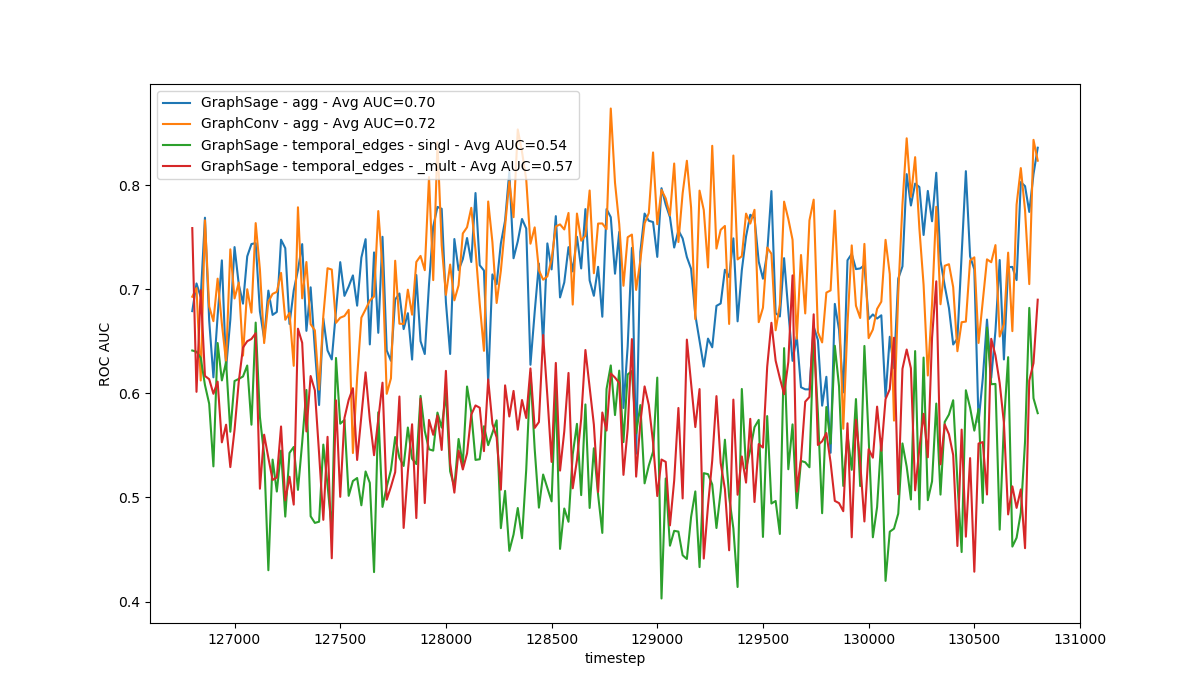 GraphSage - agg - Avg AUC=0.70
GraphConv - agg - Avg AUC=0.72
GraphSage - temporal_edges - singl - Avg AUC=0.54
GraphSage - temporal_edges - _mult - Avg AUC=0.57
0.8
0.7
0.6
0.5
0.4
ROC AUC
127000 127500 128000 128500 129000 129500 130000 130500 131000
timestep